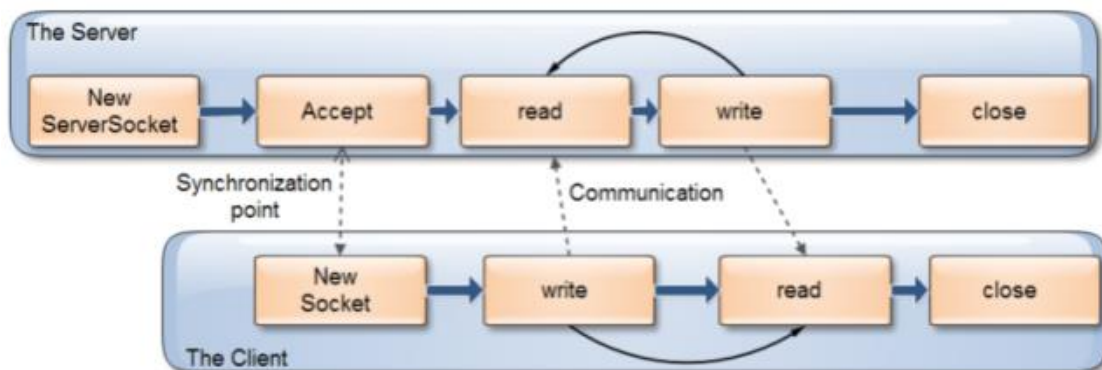 The Server
New
ServerSocket
Accept
read
write
close
Synchronization
point
Communication
New
Socket
write
read
close
The Client